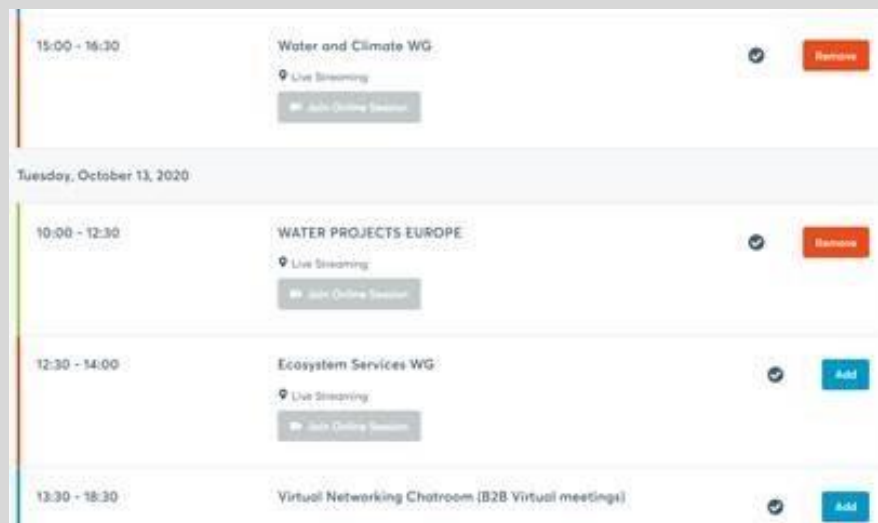 15:00 - 16:30 Water and Climate WG Remove
Live Streaming
Join Online Session
Tuesday, October 13, 2020
10:00 - 12:30 WATER PROJECTS EUROPE Remove
Live Streaming
Join Online Session
12:30 - 14:00 Ecosystem Services WG Add
Live Streaming
Join Online Session
13:30 - 18:30 Virtual Networking Chatroom (B2B Virtual meetings) Add